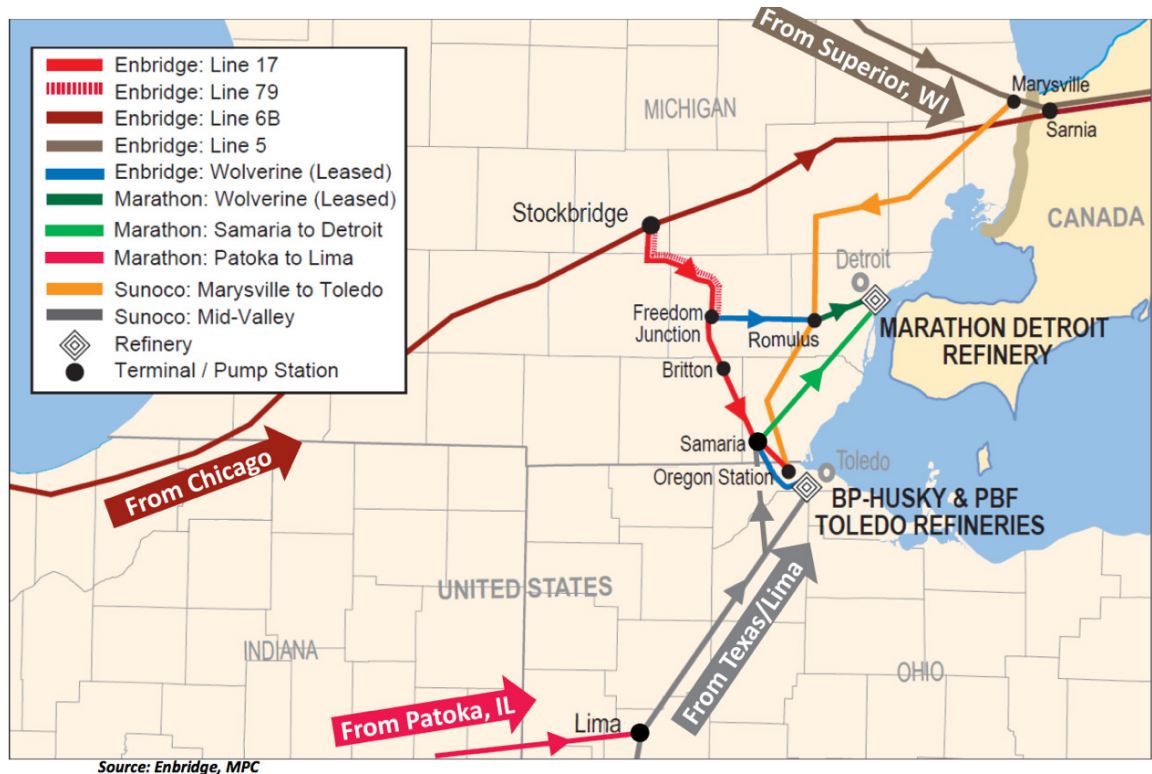 Enbridge: Line 17
Enbridge: Line 79
Enbridge: Line 6B
Enbridge: Line 5
Enbridge: Wolverine (Leased)
Marathon: Wolverine (Leased)
Marathon: Samaria to Detroit
Marathon: Patoka to Lima
Sunoco: Marysville to Toledo
Sunoco: Mid-Valley
Refinery
Terminal / Pump Station
From Superior, WI
MICHIGAN
Marysville
Sarnia
Stockbridge
CANADA
Detroit
Freedom
Junction
Romulus
MARATHON DETROIT
REFINERY
Britton
Samaria
Oregon Station
Toledo
From Chicago
BP-HUSKY & PBF
TOLEDO REFINERIES
UNITED STATES
From Texas/Lima
INDIANA
OHIO
From Patoka, IL
Lima
Source: Enbridge, MPC